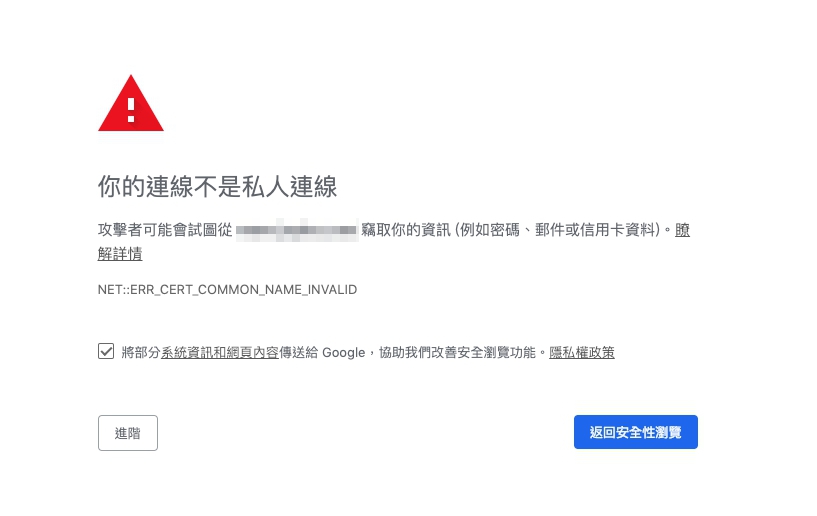 你的連線不是私人連線
攻擊者可能會試圖從 竊取你的資訊 (例如密碼、郵件或信用卡資料)。瞭
解詳情
NET::ERR_CERT_COMMON_NAME_INVALID
將部分系統資訊和網頁內容傳送給 Google，協助我們改善安全瀏覽功能。隱私權政策
進階
返回安全性瀏覽